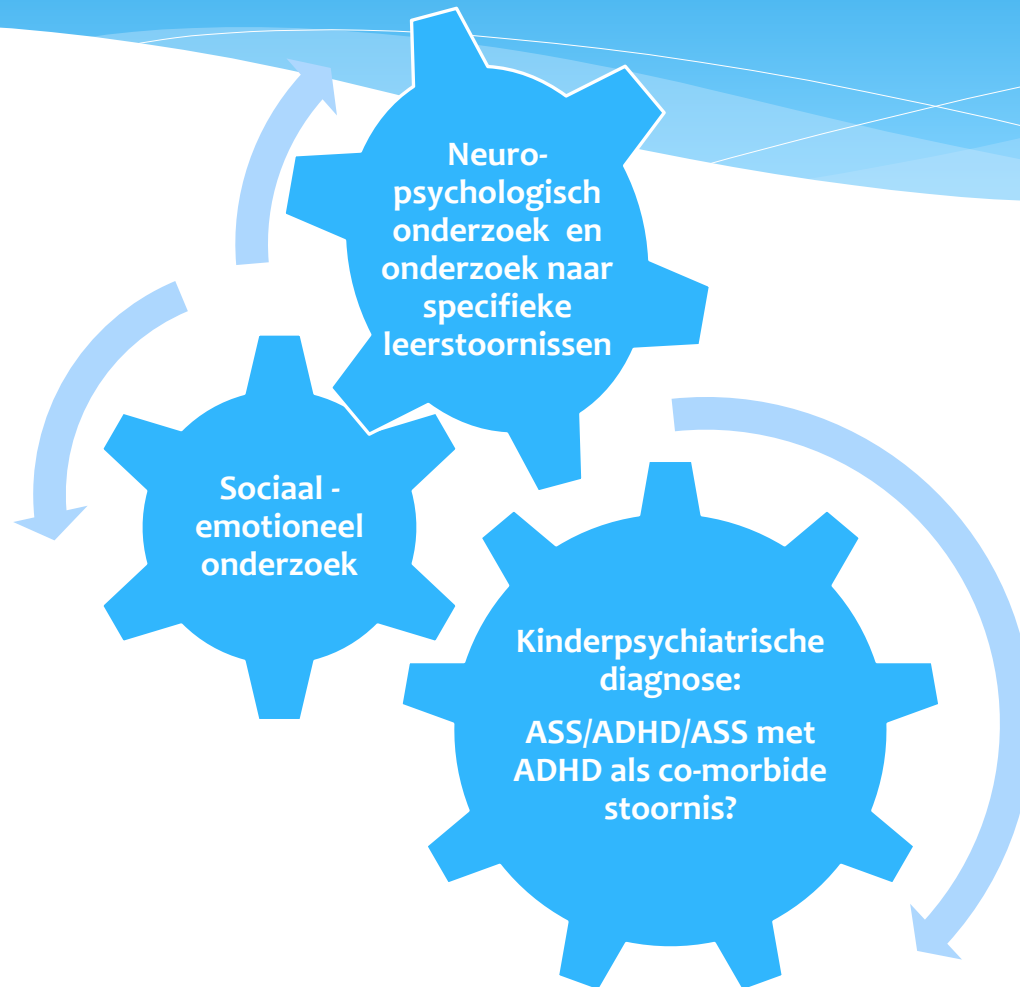 Neuro-
psychologisch
onderzoek en
onderzoek naar
specifieke
leerstoornissen
Sociaal -
emotioneel
onderzoek
Kinderpsychiatrische
diagnose:
ASS/ADHD/ASS met
ADHD als co-morbide
stoornis?